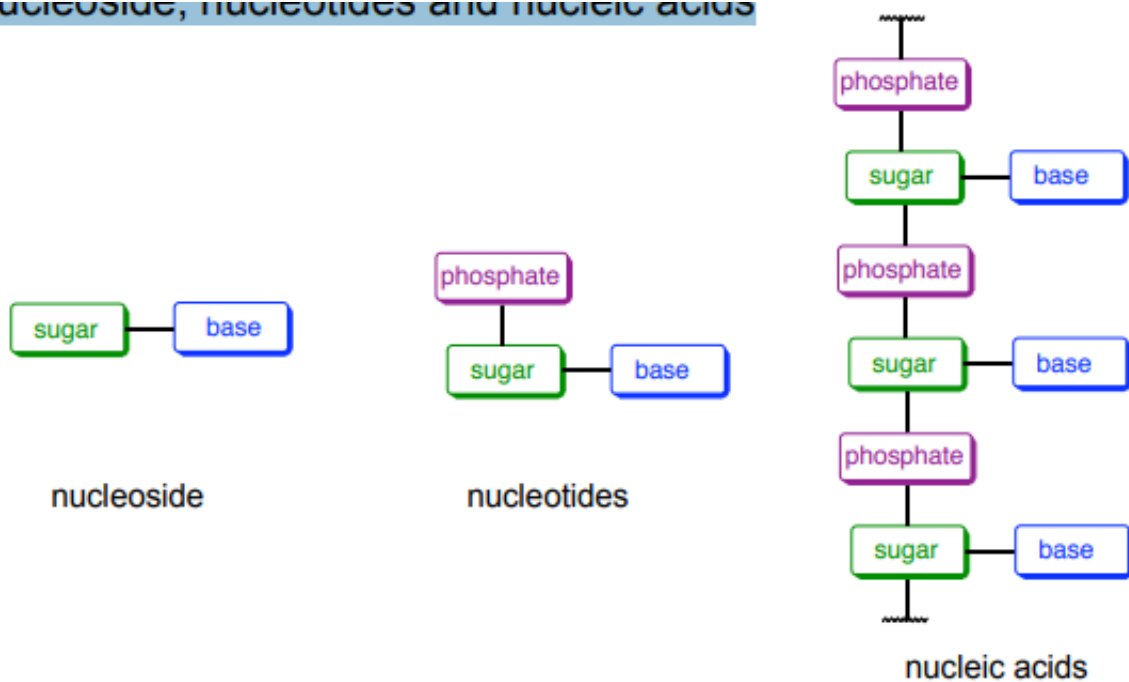 ucleoside, nucleotides and nucleic acids
phosphate
sugar base
phosphate
sugar base
phosphate
sugar base
nucleic acids
phosphate
sugar base
nucleotides
sugar base
nucleoside